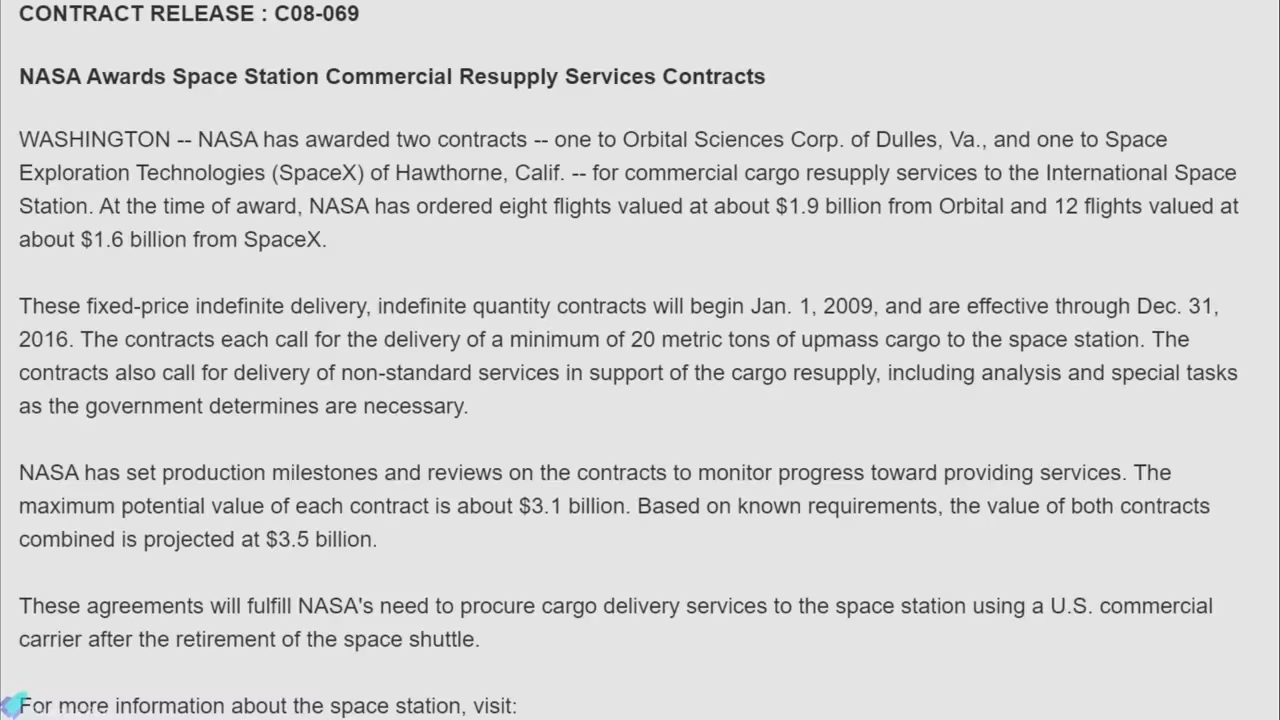 CONTRACT RELEASE : C08-069
NASA Awards Space Station Commercial Resupply Services Contracts
WASHINGTON -- NASA has awarded two contracts -- one to Orbital Sciences Corp. of Dulles, Va., and one to Space
Exploration Technologies (SpaceX) of Hawthorne, Calif. -- for commercial cargo resupply services to the International Space
Station. At the time of award, NASA has ordered eight flights valued at about $1.9 billion from Orbital and 12 flights valued at
about $1.6 billion from SpaceX.
These fixed-price indefinite delivery, indefinite quantity contracts will begin Jan. 1, 2009, and are effective through Dec. 31,
2016. The contracts each call for the delivery of a minimum of 20 metric tons of upmass cargo to the space station. The
contracts also call for delivery of non-standard services in support of the cargo resupply, including analysis and special tasks
as the government determines are necessary.
NASA has set production milestones and reviews on the contracts to monitor progress toward providing services. The
maximum potential value of each contract is about $3.1 billion. Based on known requirements, the value of both contracts
combined is projected at $3.5 billion.
These agreements will fulfill NASA's need to procure cargo delivery services to the space station using a U.S. commercial
carrier after the retirement of the space shuttle.
For more information about the space station, visit: